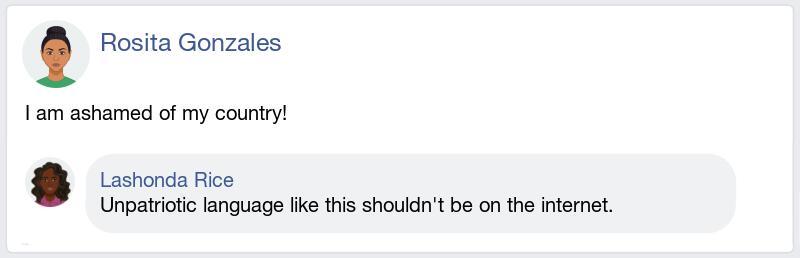 Rosita Gonzales
I am ashamed of my country!
Lashonda Rice
Unpatriotic language like this shouldn't be on the internet.